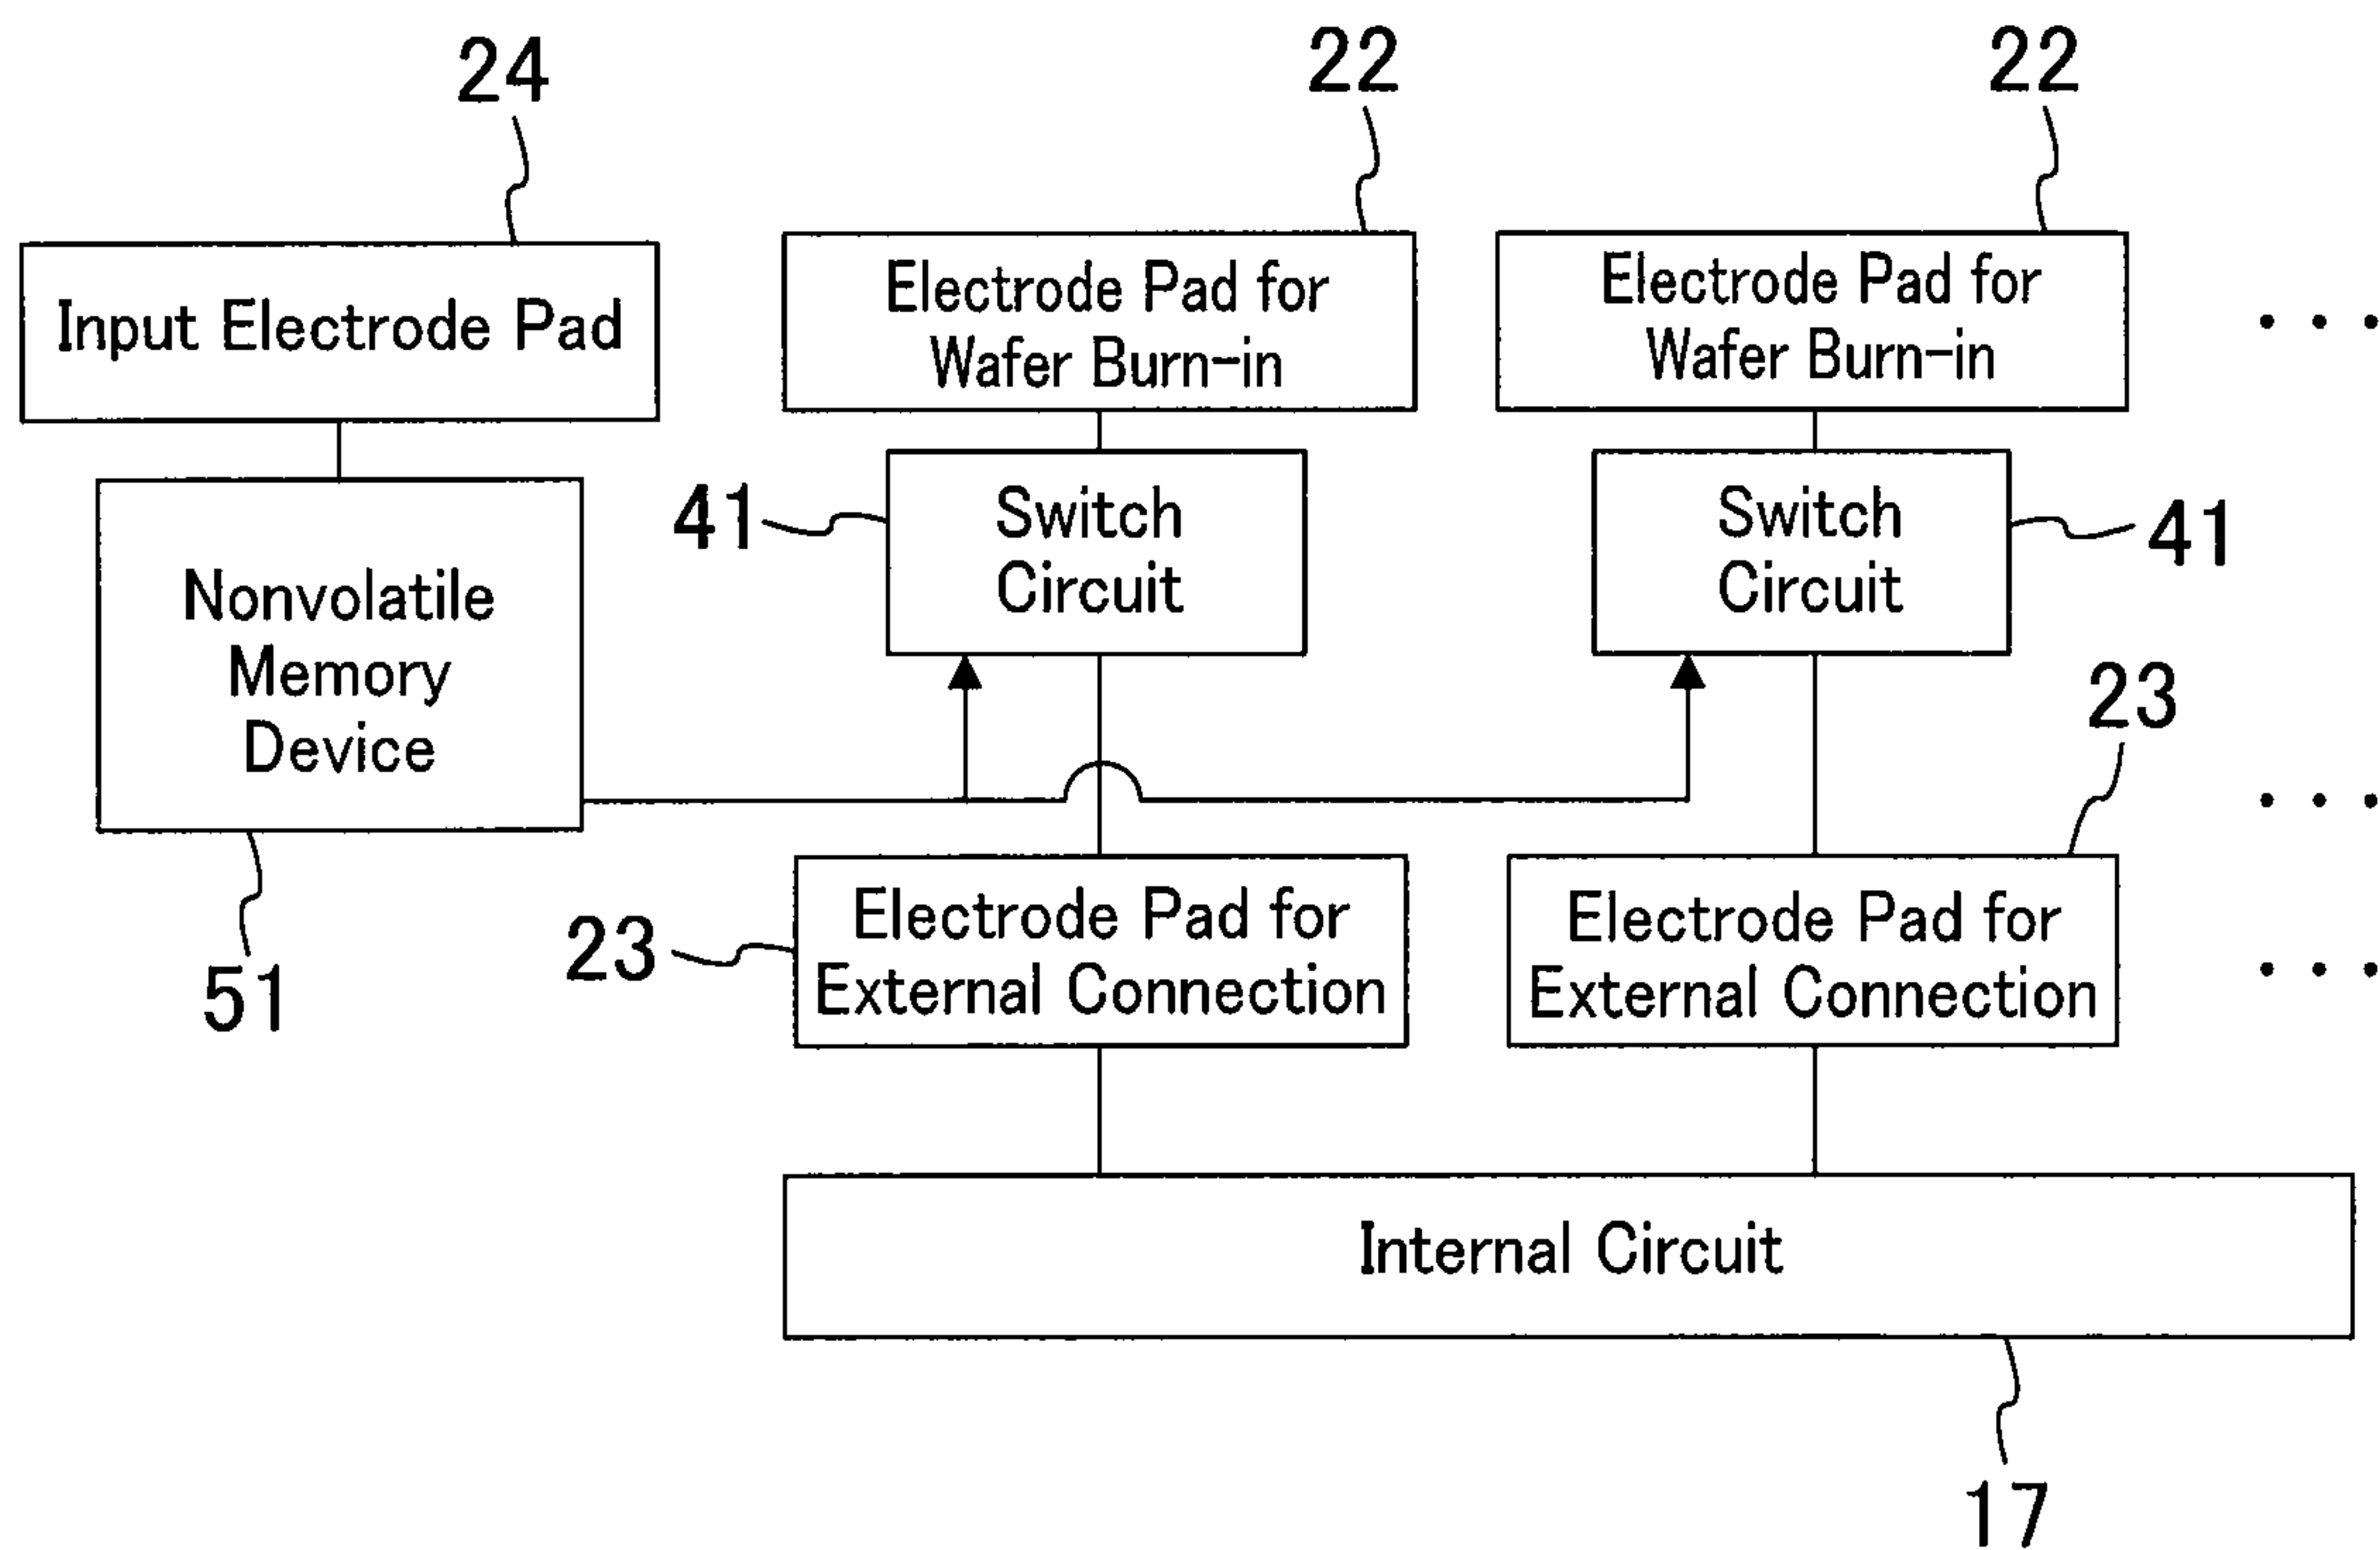 24
22
22
Input Electrode Pad
Electrode Pad for
Wafer Burn-in
Electrode Pad for
Wafer Burn-in
. . .
41
Switch
Circuit
Switch
Circuit
41
Nonvolatile
Memory
Device
23
. . .
51
23
Electrode Pad for
External Connection
Electrode Pad for
External Connection
. . .
Internal Circuit
17